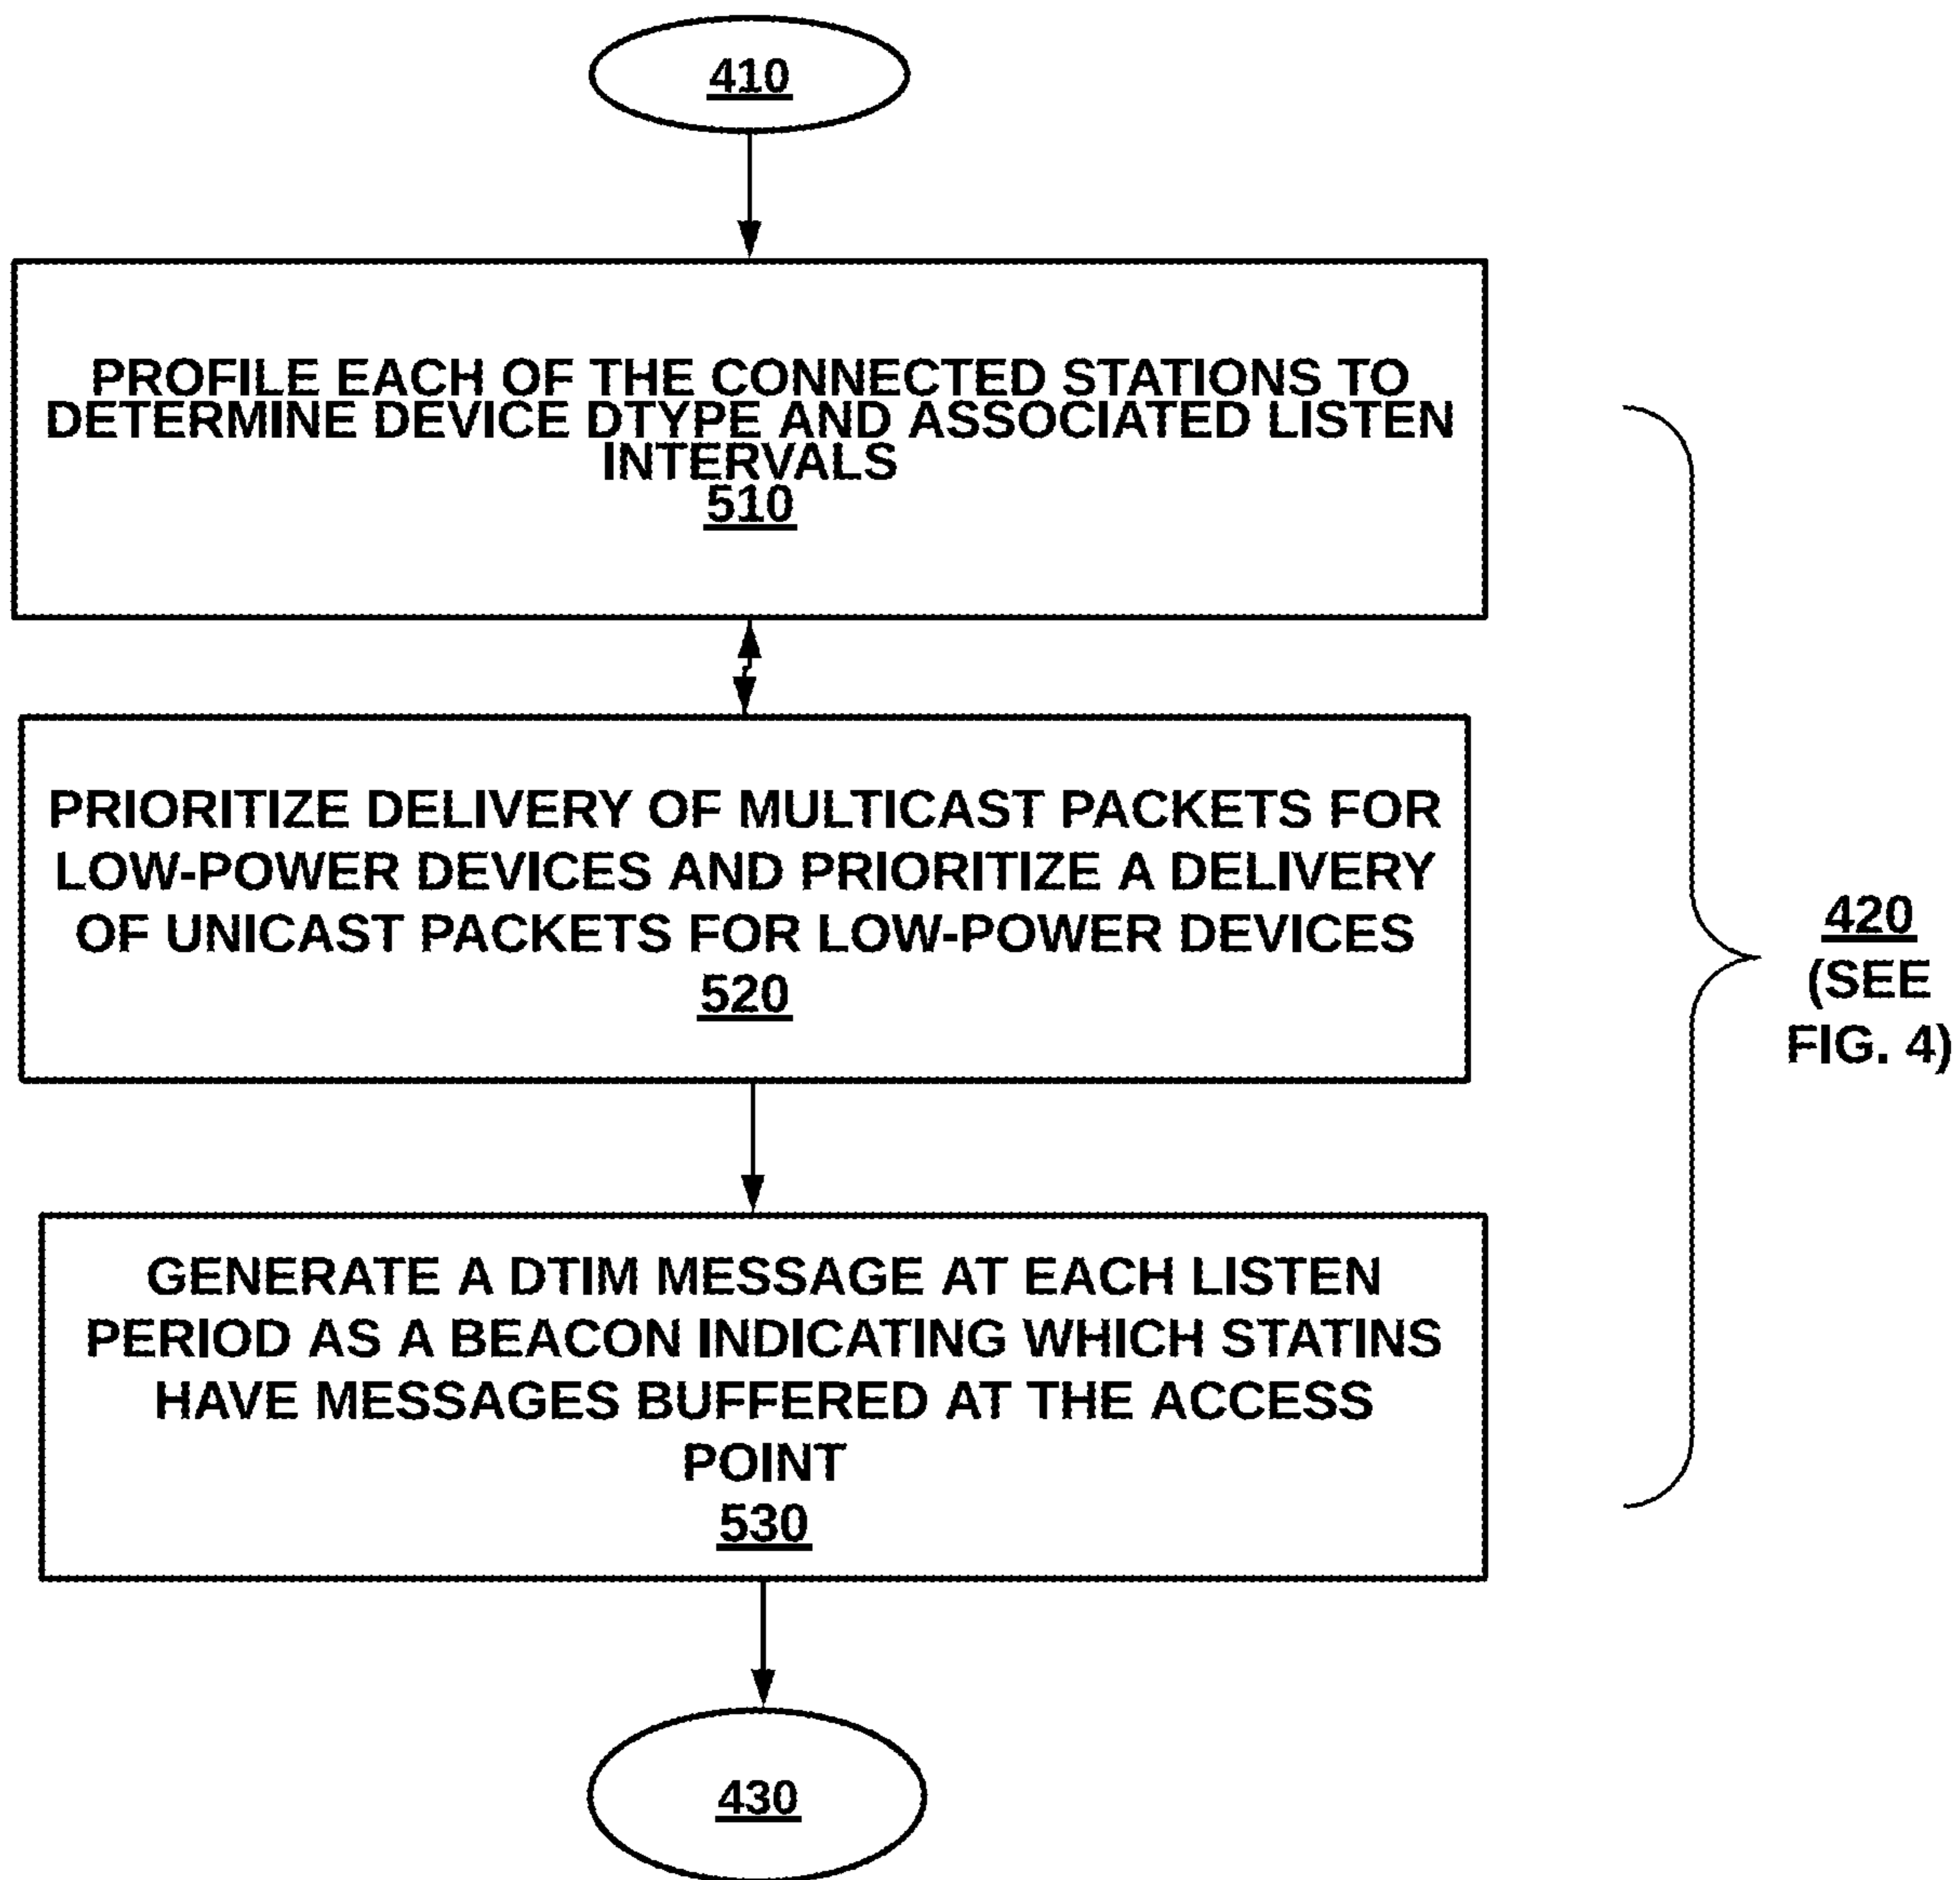 410
PROFILE EACH OF THE CONNECTED STATIONS TO
DETERMINE DEVICE DTYPE AND ASSOCIATED LISTEN
INTERVALS
510
PRIORITIZE DELIVERY OF MULTICAST PACKETS FOR
LOW-POWER DEVICES AND PRIORITIZE A DELIVERY
OF UNICAST PACKETS FOR LOW-POWER DEVICES
520
GENERATE A DTIM MESSAGE AT EACH LISTEN
PERIOD AS A BEACON INDICATING WHICH STATINS
HAVE MESSAGES BUFFERED AT THE ACCESS
POINT
530
430
420
(SEE
FIG. 4)